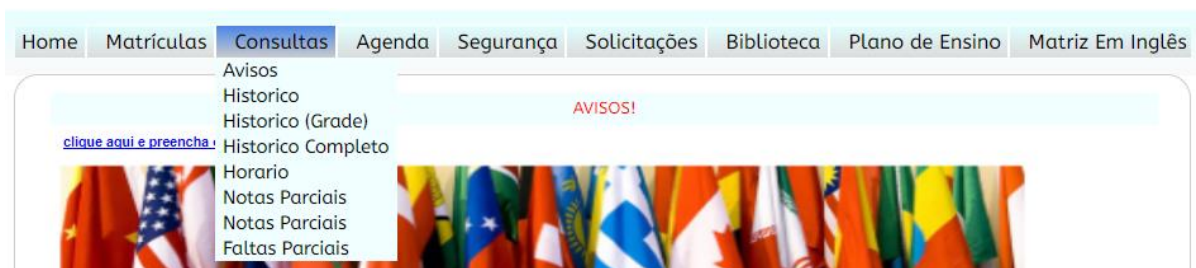 Home Matrículas Consultas Agenda Segurança Solicitações Biblioteca Plano de Ensino Matriz Em Inglês
Avisos
Historico
Historico (Grade)
Historico Completo
Horario
Notas Parciais
Notas Parciais
Faltas Parciais
AVISOS!
clique aqui e preencha